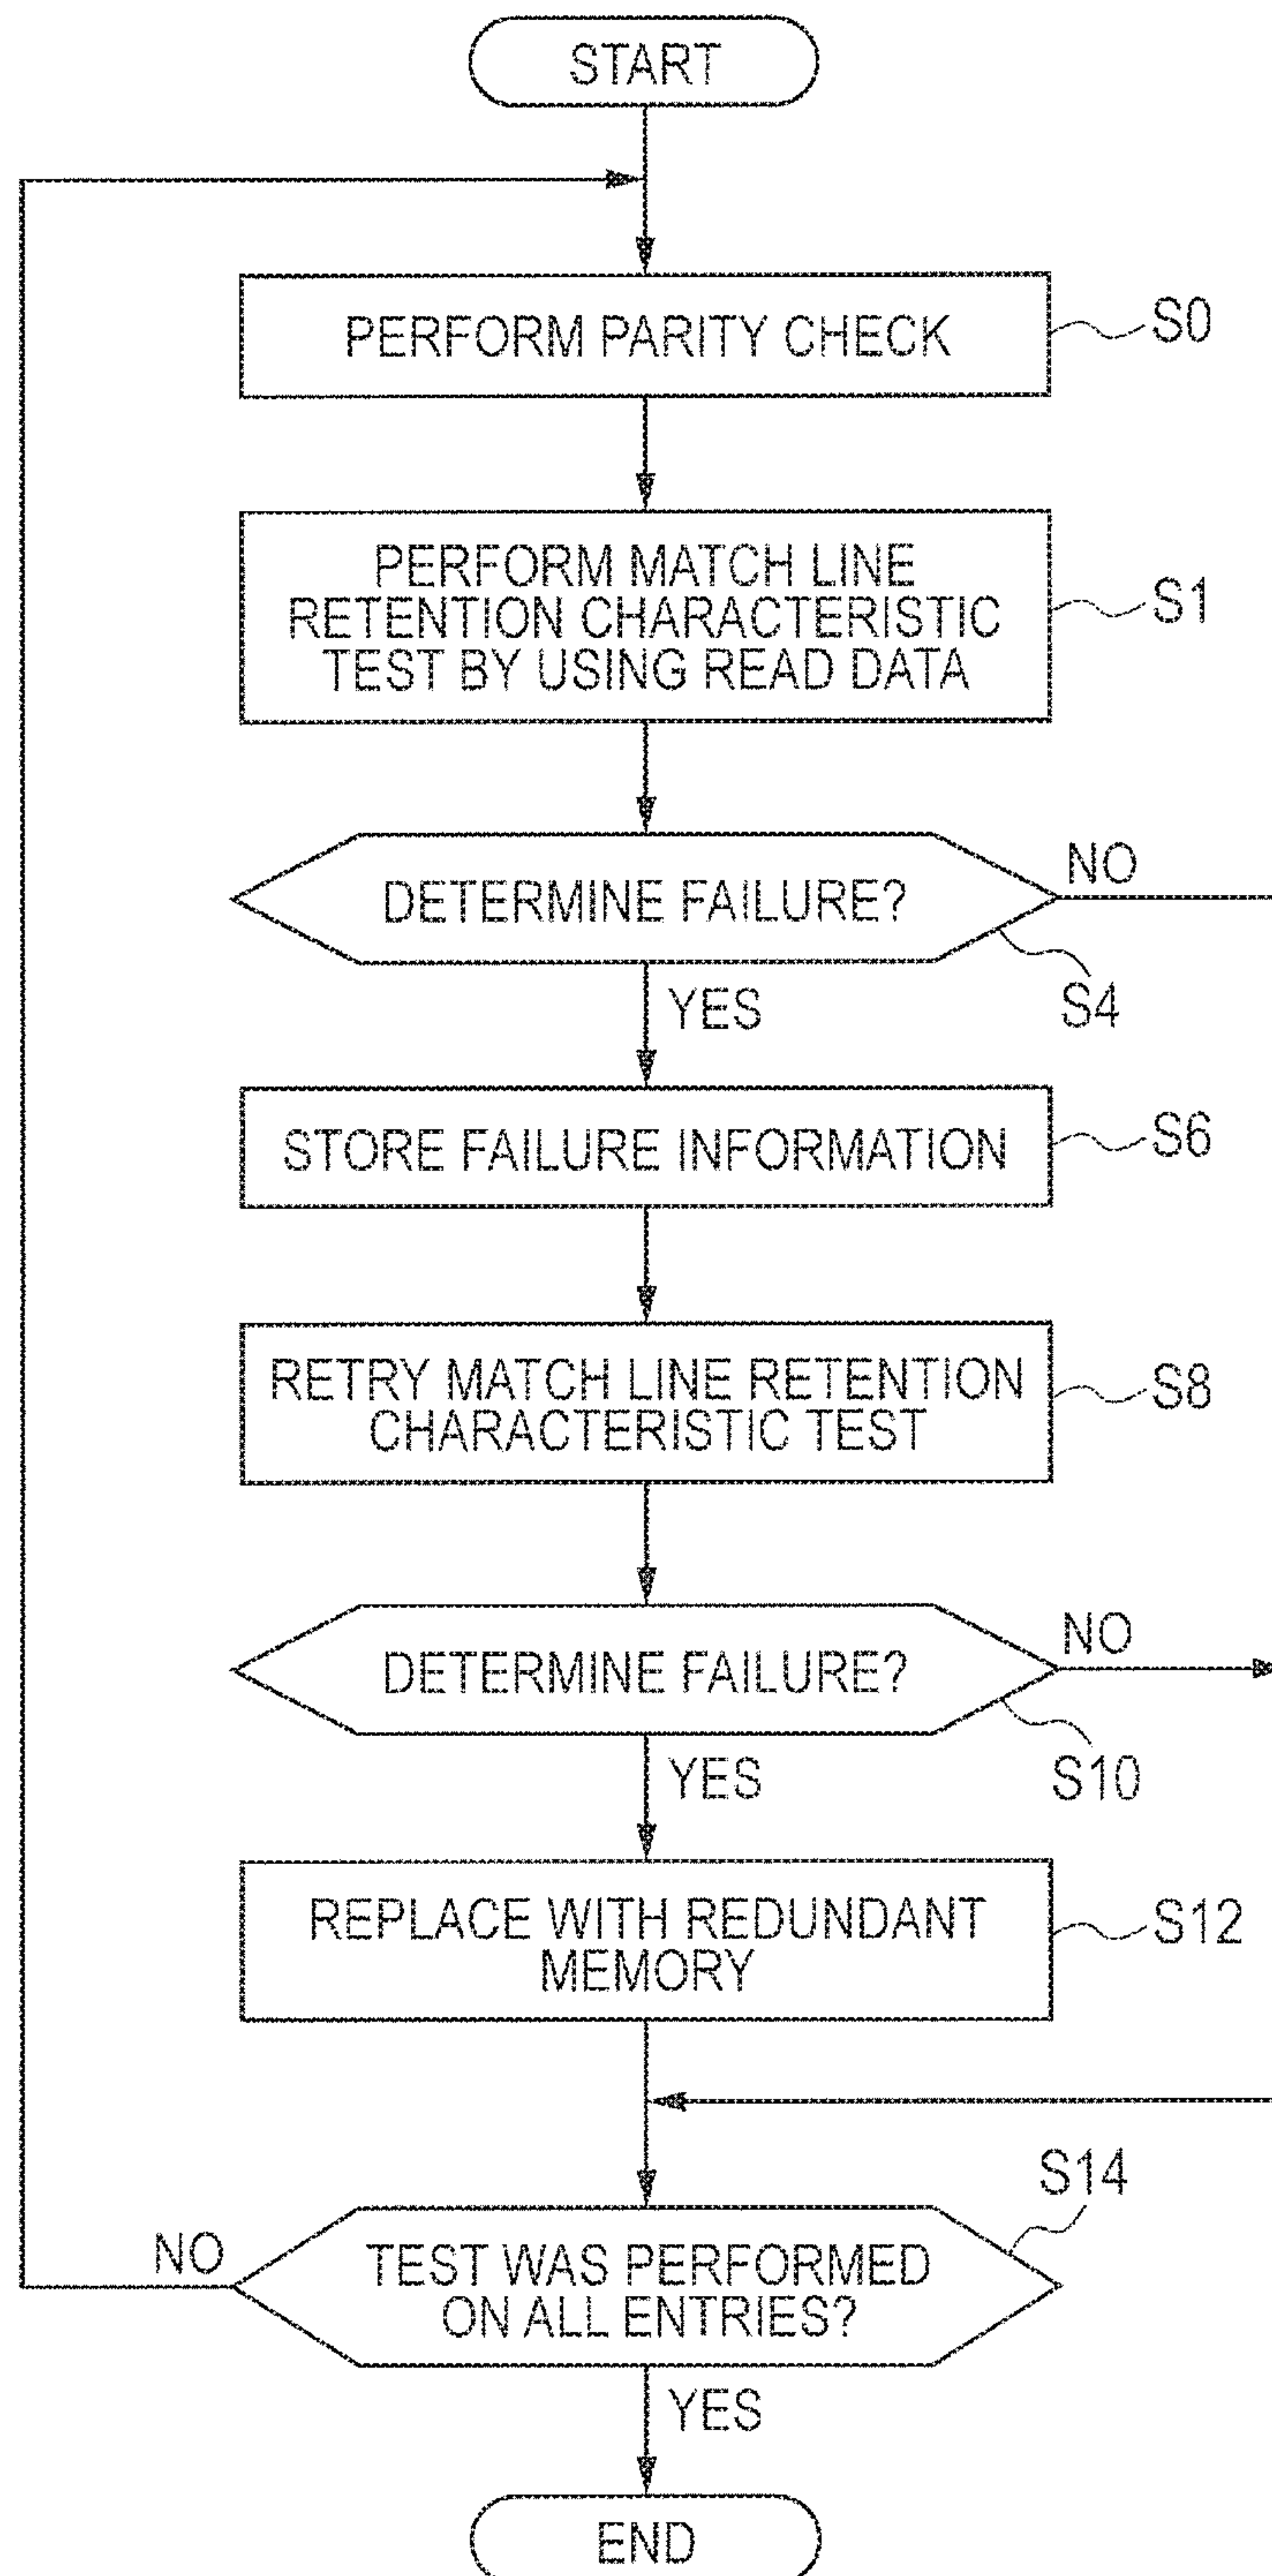 START
PERFORM PARITY CHECK
S0
PERFORM MATCH LINE
RETENTION CHARACTERISTIC
TEST BY USING READ DATA
S1
DETERMINE FAILURE?
NO
S4
YES
STORE FAILURE INFORMATION
S6
RETRY MATCH LINE RETENTION
CHARACTERISTIC TEST
S8
DETERMINE FAILURE?
NO
S10
YES
REPLACE WITH REDUNDANT
MEMORY
S12
S14
NO
TEST WAS PERFORMED
ON ALL ENTRIES?
YES
END